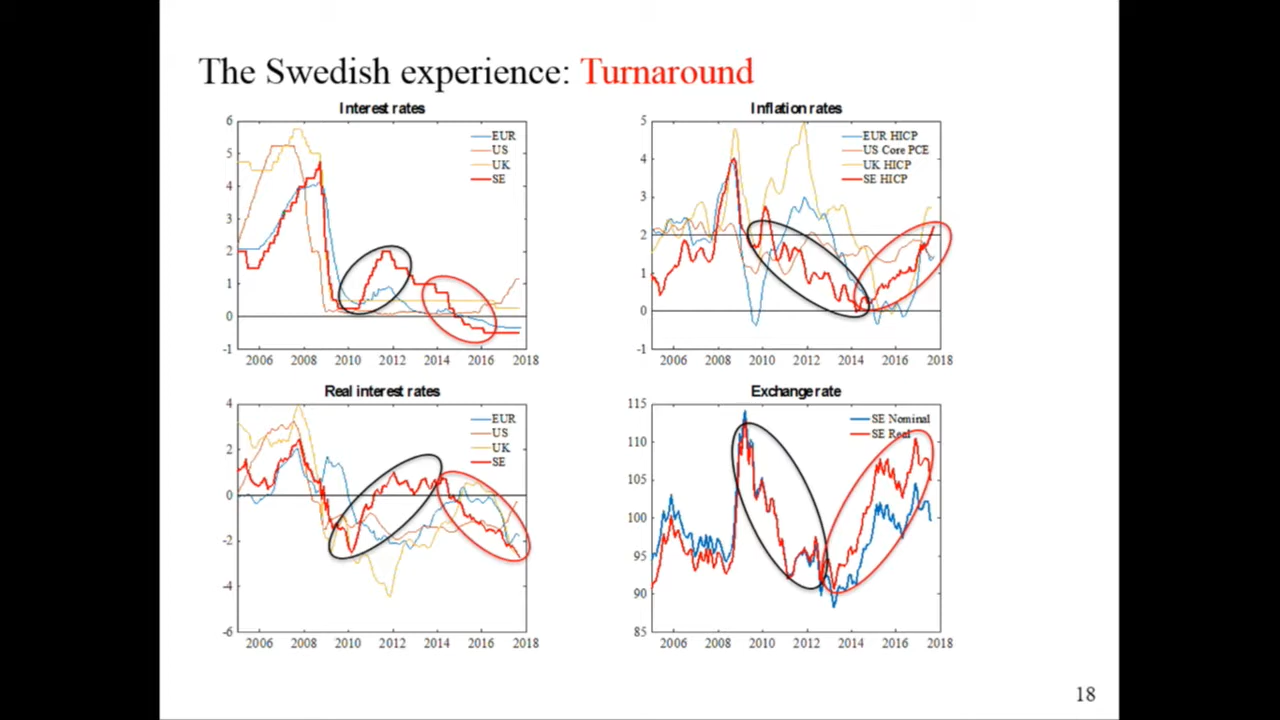 The Swedish experience: Turnaround
Interest rates
6
5
4
3
2
1
0
-1
2006 2008 2010 2012 2014 2016 2018
EUR
US
UK
SE
Inflation rates
5
4
3
2
1
0
-1
2006 2008 2010 2012 2014 2016 2018
EUR HICP
US Core PCE
UK HICP
SE HICP
Real interest rates
4
2
0
-2
-4
-6
2006 2008 2010 2012 2014 2016 2018
EUR
US
UK
SE
Exchange rate
115
110
105
100
95
90
85
2006 2008 2010 2012 2014 2016 2018
SE Nominal
SE Real
18